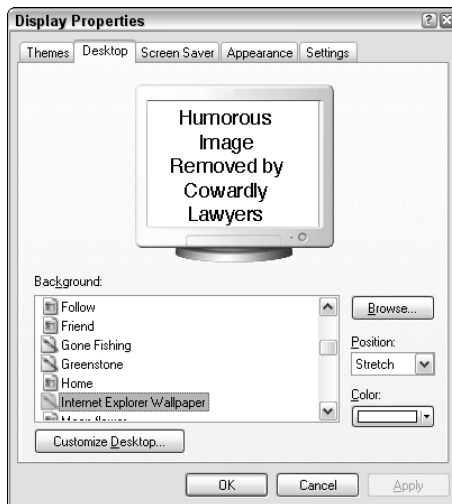 Display Properties
Themes Desktop Screen Saver Appearance Settings
Humorous
Image
Removed by
Cowardly
Lawyers
Background:
Follow
Friend
Gone Fishing
Greenstone
Home
Internet Explorer Wallpaper
Browse...
Position:
Stretch
Color:
Customize Desktop...
OK Cancel Apply